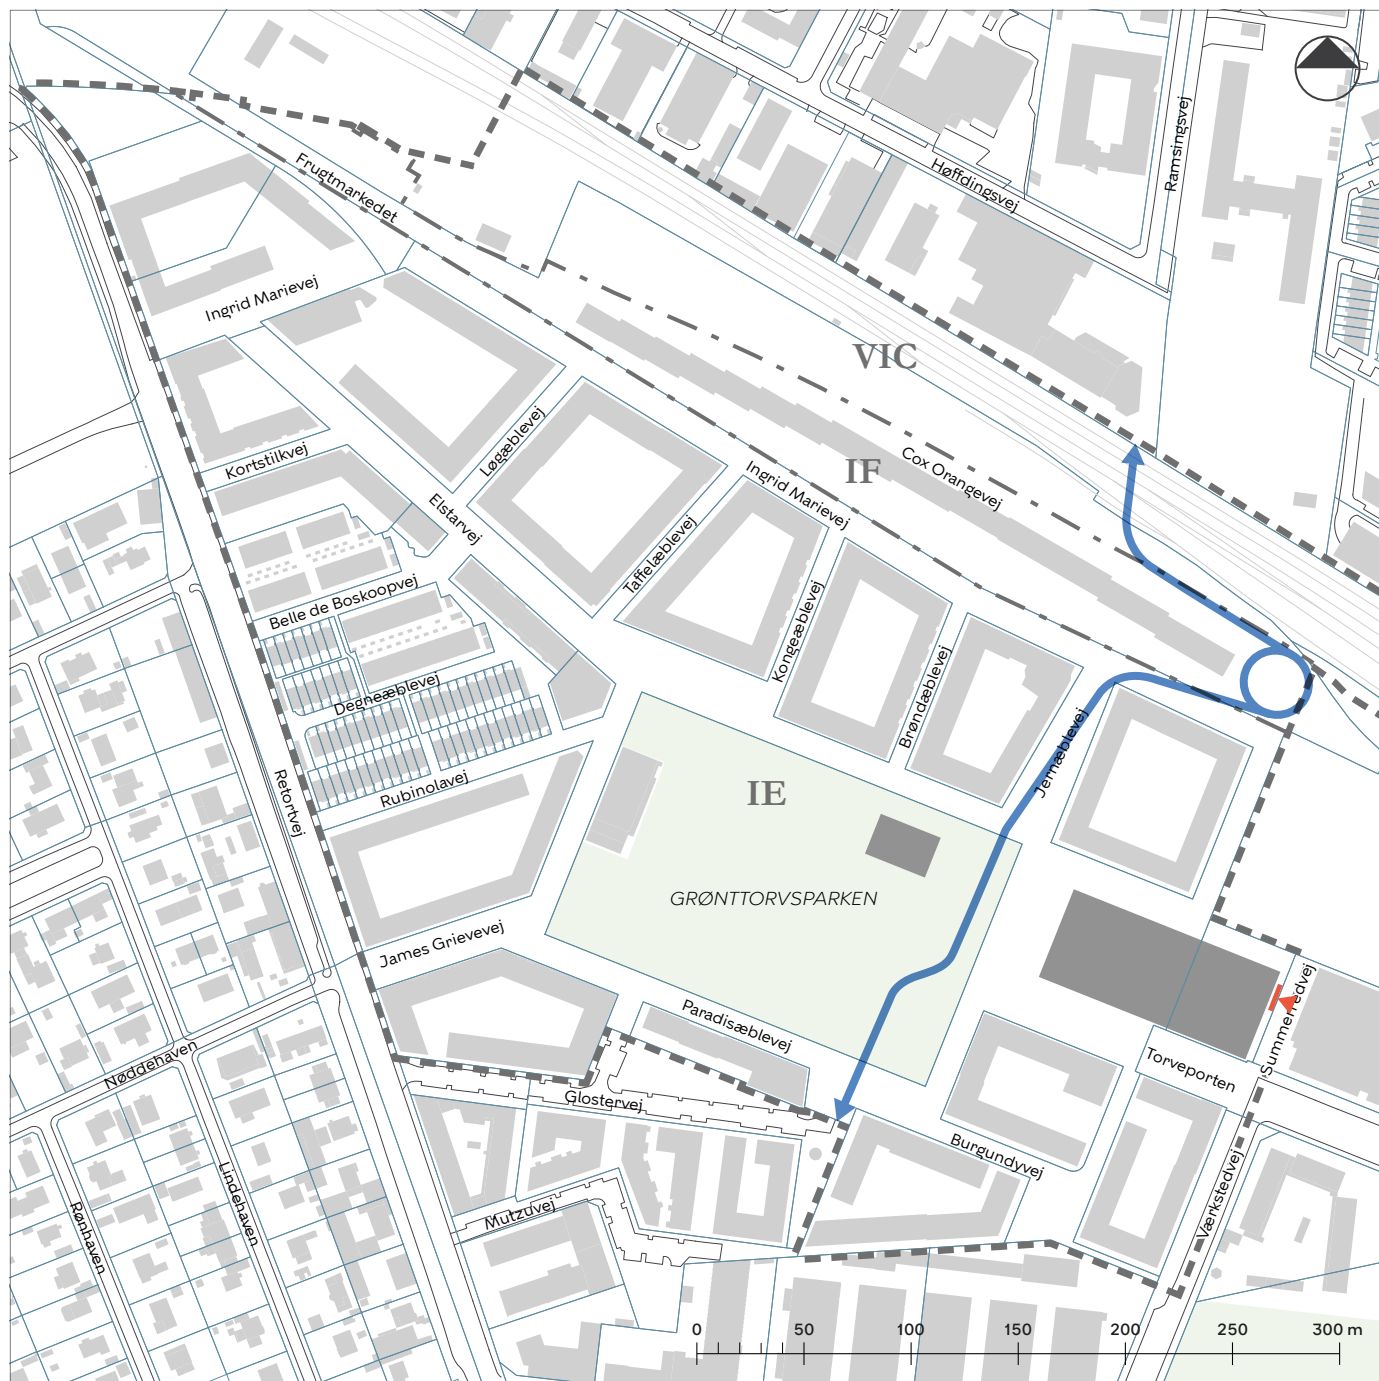 Ramsingsvej
Høffdingsvej
Frugtmarkedet
Ingrid Marievej
VIC
Løgæblevej
Cox Orangevej
IF
Kortstilkvej
Ingrid Marievej
Elstarvej
Taffelæblevej
Belle de Boskoopvej
Kongeæblevej
Degneæblevej
Brøndæblevej
Jernæblevej
Retortvej
Rubinolavej
IE
GRØNTTORVSPARKEN
James Grievevej
Paradisæblevej
Summerredvej
Torveporten
Nøddehaven
Glostervej
Burgundyvej
Værkstedvej
Lindehaven
Rønhaven
Mutzuvej
0 50 100 150 200 250 300 m